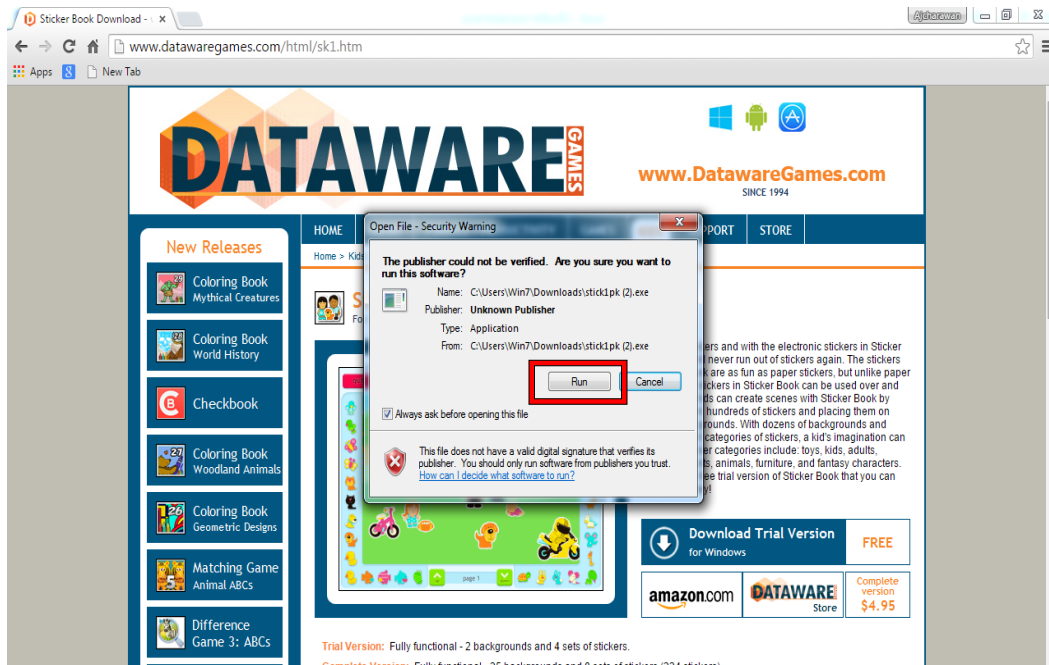 Sticker Book Download -
Ajcharawan
www.datawaregames.com/html/sk1.htm
Apps
New Tab
DATAWARE GAMES
www.DatawareGames.com
SINCE 1994
HOME
PPORT
STORE
Home > Kids
New Releases
Coloring Book
Mythical Creatures
Coloring Book
World History
Checkbook
Coloring Book
Woodland Animals
Coloring Book
Geometric Designs
Matching Game
Animal ABCs
Difference
Game 3: ABCs
Open File - Security Warning
The publisher could not be verified. Are you sure you want to
run this software?
Name: C:\Users\Win7\Downloads\stick1pk (2).exe
Publisher: Unknown Publisher
Type: Application
From: C:\Users\Win7\Downloads\stick1pk (2).exe
Run
Cancel
Always ask before opening this file
This file does not have a valid digital signature that verifies its
publisher. You should only run software from publishers you trust.
How can I decide what software to run?
S
Fo
page 1
ers and with the electronic stickers in Sticker
never run out of stickers again. The stickers
k are as fun as paper stickers, but unlike paper
ickers in Sticker Book can be used over and
ds can create scenes with Sticker Book by
hundreds of stickers and placing them on
rounds. With dozens of backgrounds and
categories of stickers, a kid's imagination can
er categories include: toys, kids, adults,
ts, animals, furniture, and fantasy characters.
ee trial version of Sticker Book that you can
y!
Download Trial Version
for Windows
FREE
amazon.com
DATAWARE
Store
Complete
version
$4.95
Trial Version: Fully functional - 2 backgrounds and 4 sets of stickers.